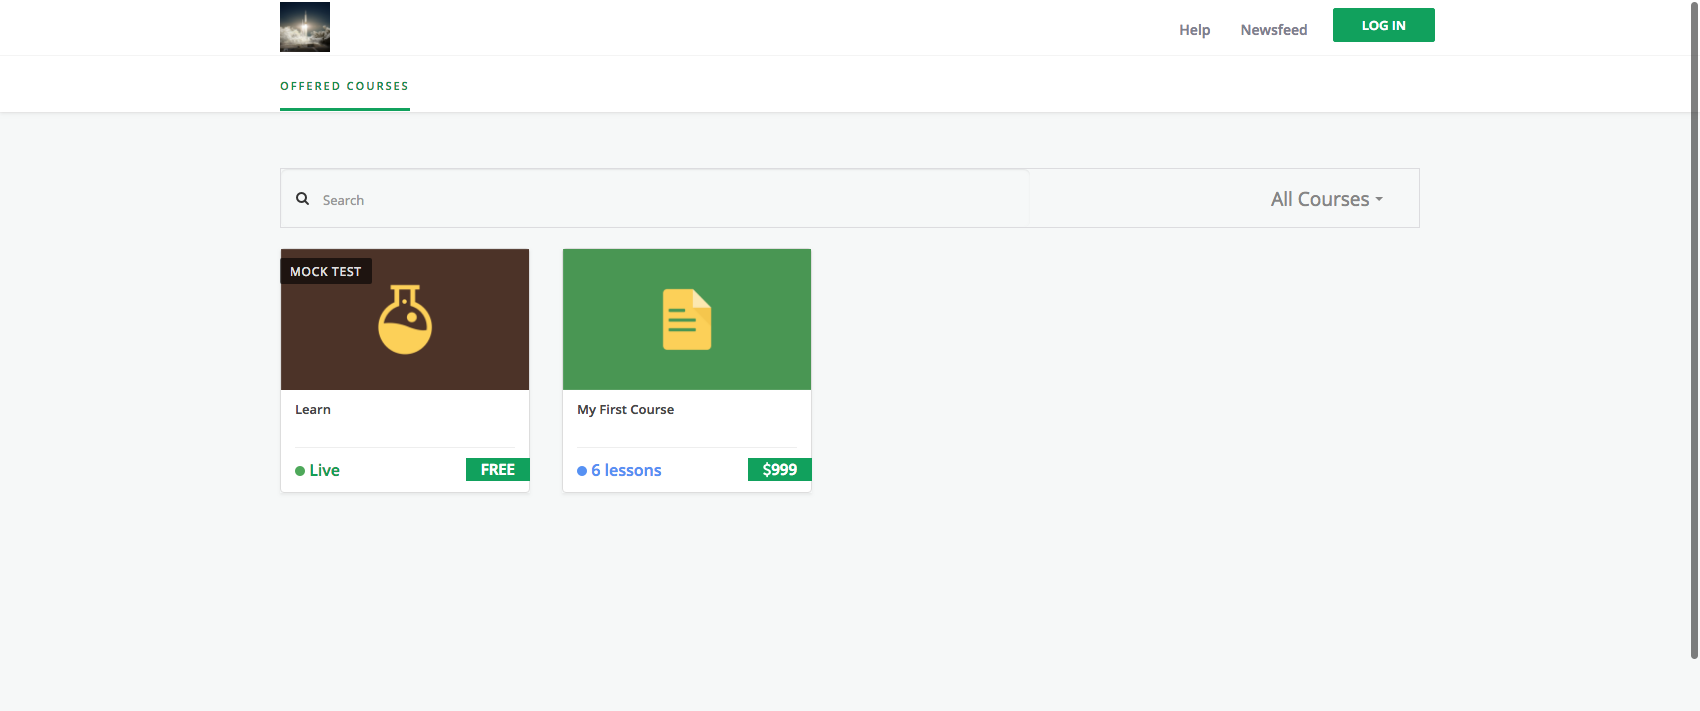 Help
Newsfeed
LOG IN
OFFERED COURSES
Search
All Courses
MOCK TEST
Learn
My First Course
Live
FREE
6 lessons
$999